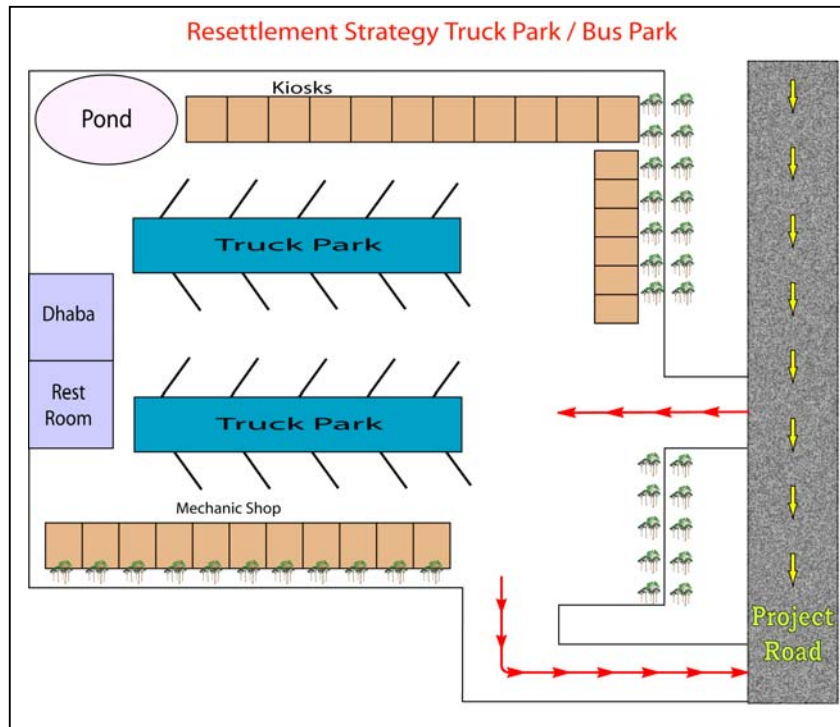 Resettlement Strategy Truck Park / Bus Park
Kiosks
Pond
Truck Park
Dhaba
Rest
Room
Truck Park
Mechanic Shop
Project
Road